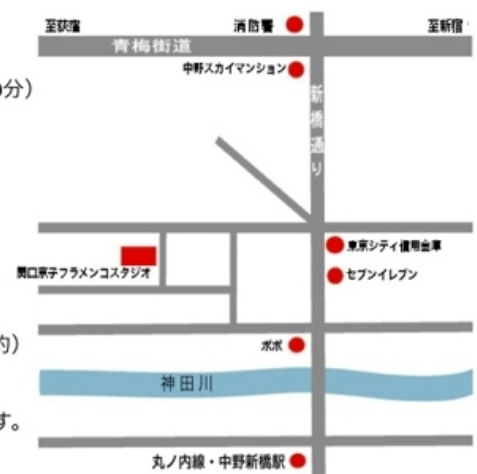 至荻窪 消防署 至新宿
青梅街道
中野スカイマンション
分）
新橋通り
東京シティ信用金庫
関口京子フラメンコスタジオ
セブンイレブン
ポポ
約）
神田川
す。
丸ノ内線・中野新橋駅